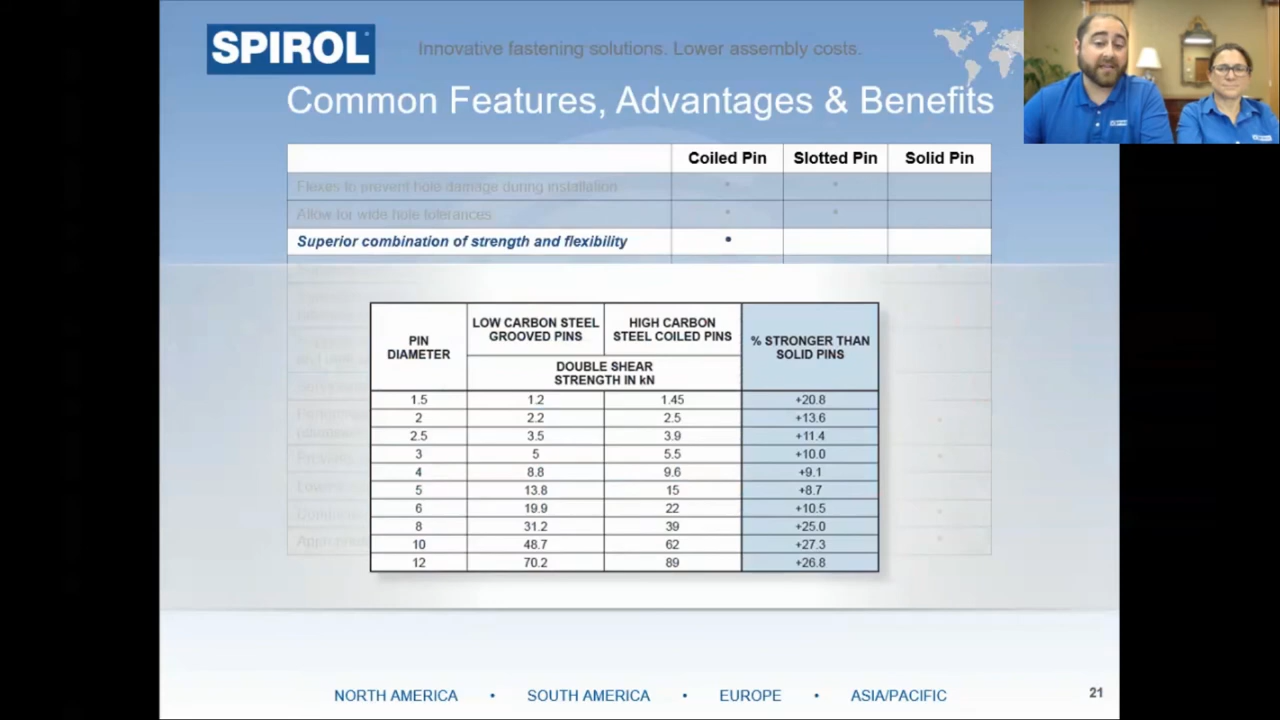 SPIROL
Innovative fastening solutions. Lower assembly costs.
Common Features, Advantages & Benefits
Coiled Pin Slotted Pin Solid Pin
Flexes to prevent hole damage during installation • •
Allow for wide hole tolerances • •
Superior combination of strength and flexibility •
PIN DIAMETER
LOW CARBON STEEL GROOVED PINS
HIGH CARBON STEEL COILED PINS
% STRONGER THAN SOLID PINS
DOUBLE SHEAR STRENGTH IN kN
1.5 1.2 1.45 +20.8
2 2.2 2.5 +13.6
2.5 3.5 3.9 +11.4
3 5 5.5 +10.0
4 8.8 9.6 +9.1
5 13.8 15 +8.7
6 19.9 22 +10.5
8 31.2 39 +25.0
10 48.7 62 +27.3
12 70.2 89 +26.8
NORTH AMERICA • SOUTH AMERICA • EUROPE • ASIA/PACIFIC
21